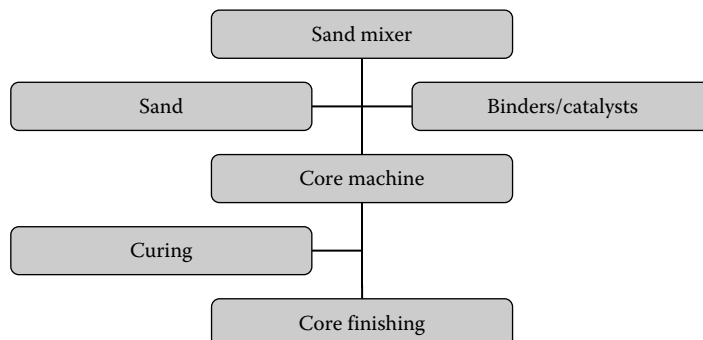 Sand mixer
Sand
Binders/catalysts
Core machine
Curing
Core finishing